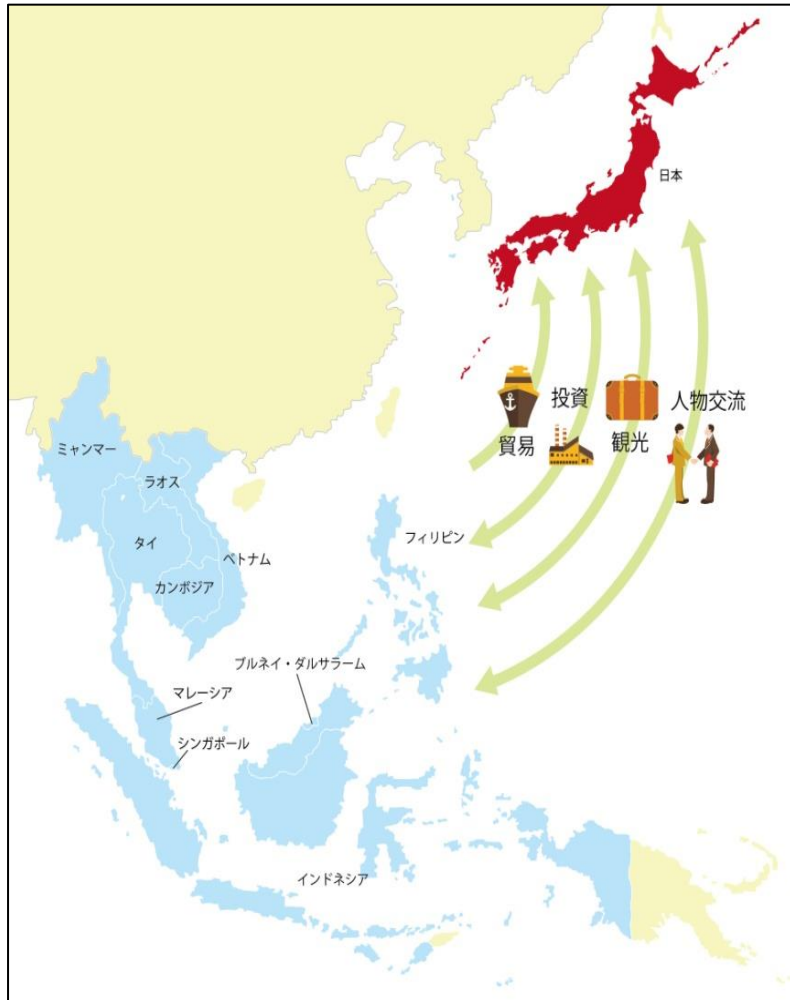 日本
投資
人物交流
貿易
観光
ミャンマー
ラオス
タイ
ベトナム
カンボジア
フィリピン
ブルネイ・ダルサラーム
マレーシア
シンガポール
インドネシア